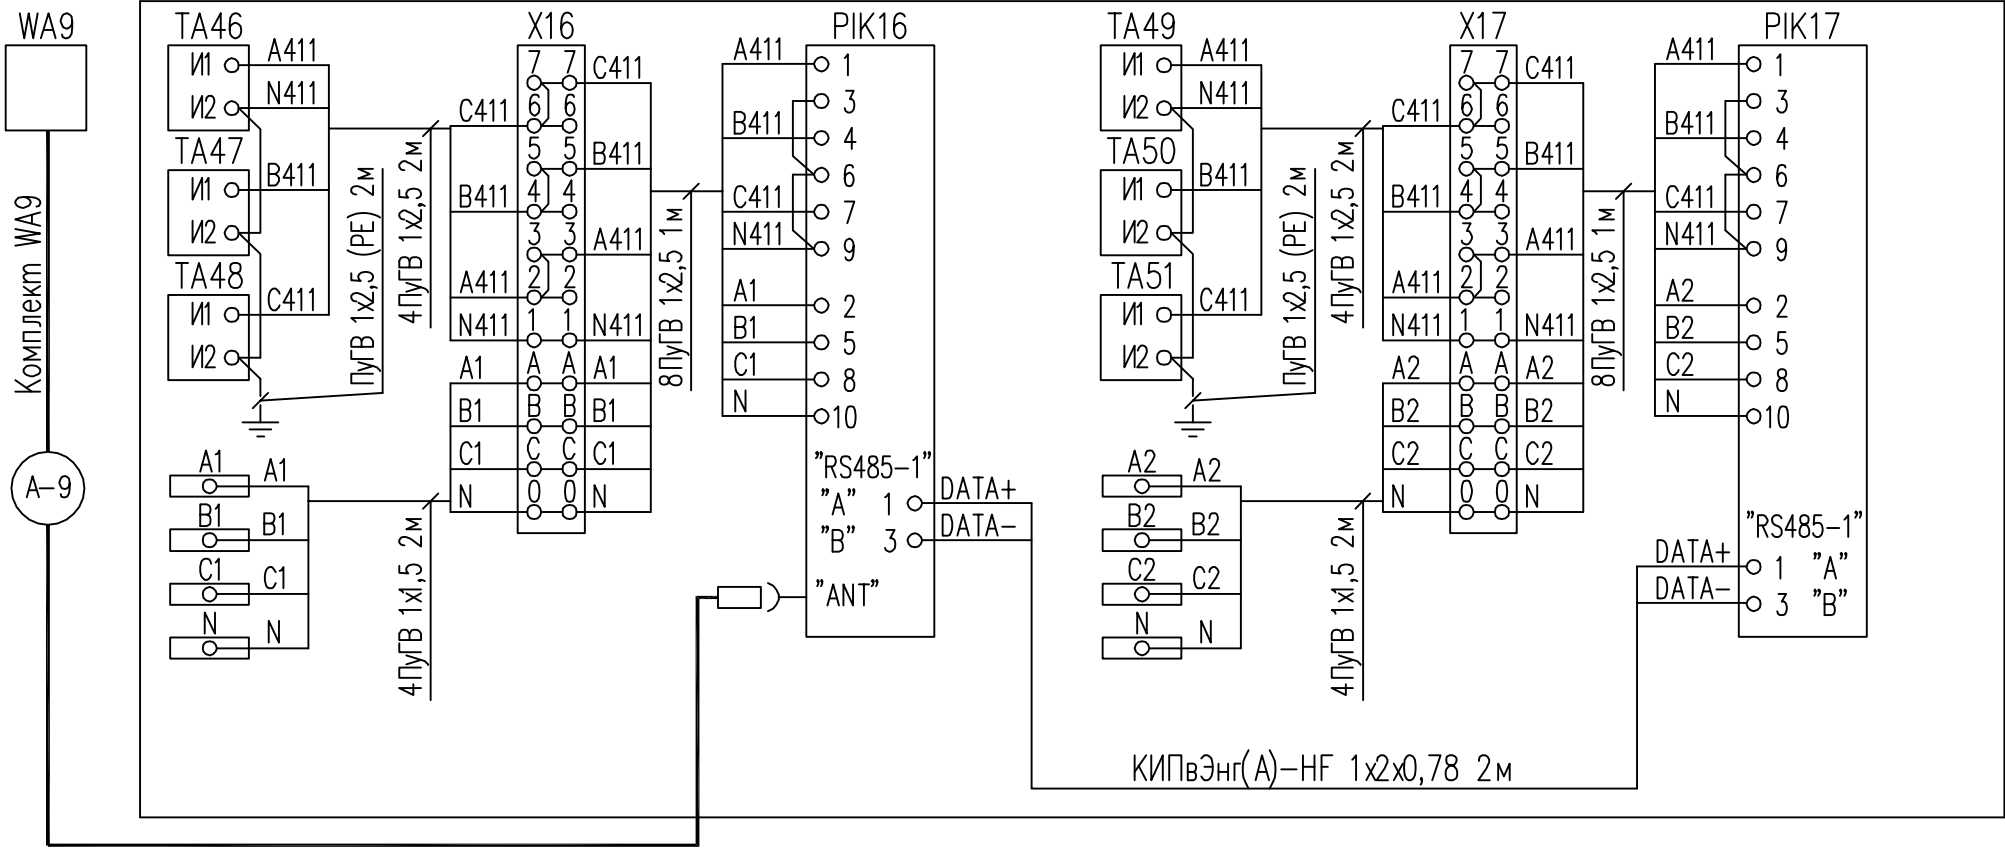 WA9
Комплект WA9
А-9
TA46
И1
A411
И2
N411
TA47
И1
B411
И2
TA48
И1
C411
И2
ПуГВ 1x2,5 (PE) 2м
4ПуГВ 1x2,5 2м
A1
A1
B1
B1
C1
C1
N
N
4ПуГВ 1x1,5 2м
X16
7 7
C411
C411
6 6
5 5
B411
B411
4 4
3 3
A411
A411
2 2
N411
1 1
N411
A1
A A
A1
B1
B B
B1
C1
C C
C1
N
0 0
N
8ПуГВ 1x2,5 1м
PIK16
A411
1
3
B411
4
6
C411
7
N411
9
A1
2
B1
5
C1
8
N
10
"RS485-1"
"A" 1
DATA+
"B" 3
DATA-
"ANT"
TA49
И1
A411
И2
N411
TA50
И1
B411
И2
TA51
И1
C411
И2
ПуГВ 1x2,5 (PE) 2м
4ПуГВ 1x2,5 2м
A2
A2
B2
B2
C2
C2
N
N
4ПуГВ 1x1,5 2м
X17
7 7
C411
C411
6 6
5 5
B411
B411
4 4
3 3
A411
A411
2 2
N411
1 1
N411
A2
A A
A2
B2
B B
B2
C2
C C
C2
N
0 0
N
8ПуГВ 1x2,5 1м
PIK17
A411
1
3
B411
4
6
C411
7
N411
9
A2
2
B2
5
C2
8
N
10
"RS485-1"
DATA+
1 "A"
DATA-
3 "B"
КИПвЭнг(А)-HF 1x2x0,78 2м